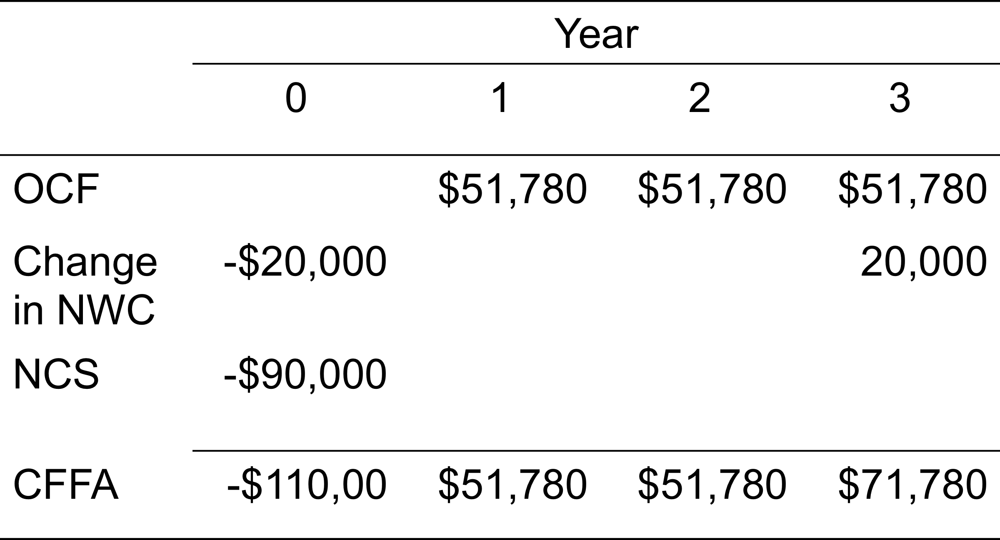 Year
0 1 2 3
OCF $51,780 $51,780 $51,780
Change -$20,000 20,000
in NWC
NCS -$90,000
CFFA -$110,00 $51,780 $51,780 $71,780